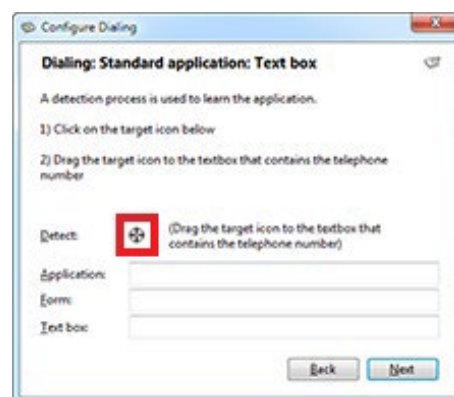 Configure Dialing
Dialing: Standard application: Text box
A detection process is used to learn the application.
1) Click on the target icon below
2) Drag the target icon to the textbox that contains the telephone
number
Detect: (Drag the target icon to the textbox that
contains the telephone number)
Application:
Form:
Text box:
Back Next